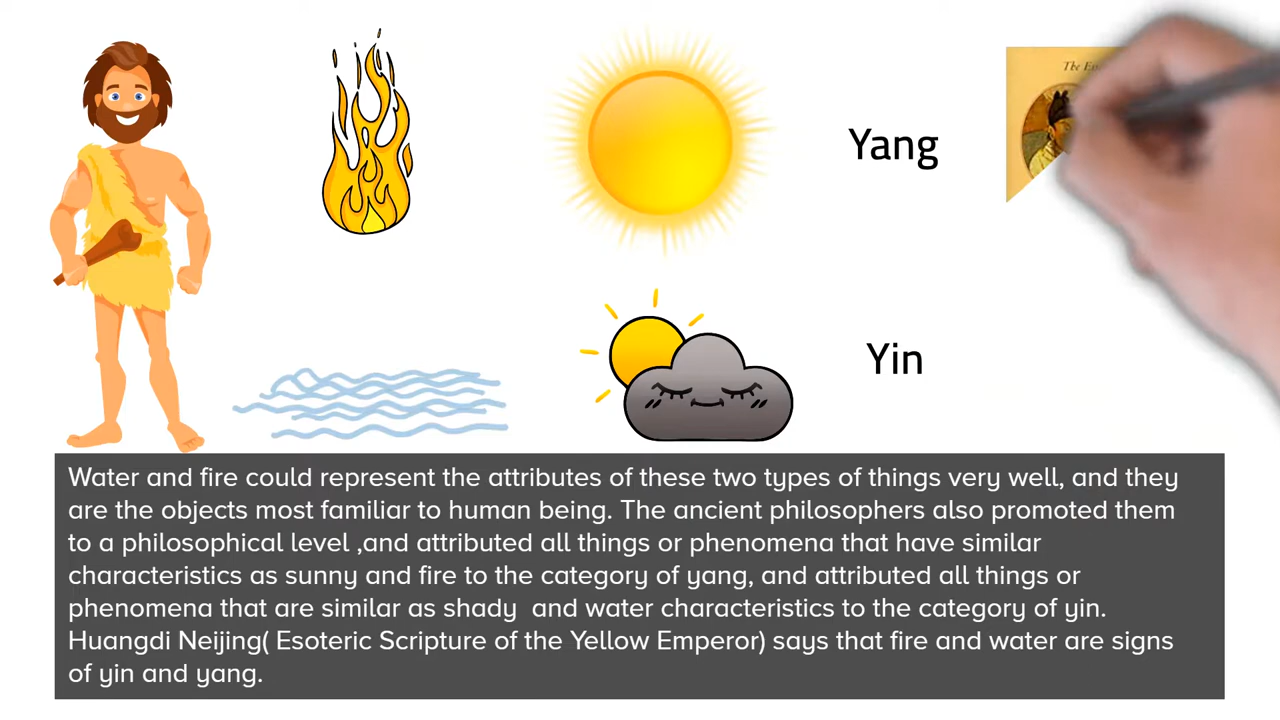 The
Yang
Yin
Water and fire could represent the attributes of these two types of things very well, and they
are the objects most familiar to human being. The ancient philosophers also promoted them
to a philosophical level ,and attributed all things or phenomena that have similar
characteristics as sunny and fire to the category of yang, and attributed all things or
phenomena that are similar as shady  and water characteristics to the category of yin.
Huangdi Neijing( Esoteric Scripture of the Yellow Emperor) says that fire and water are signs
of yin and yang.